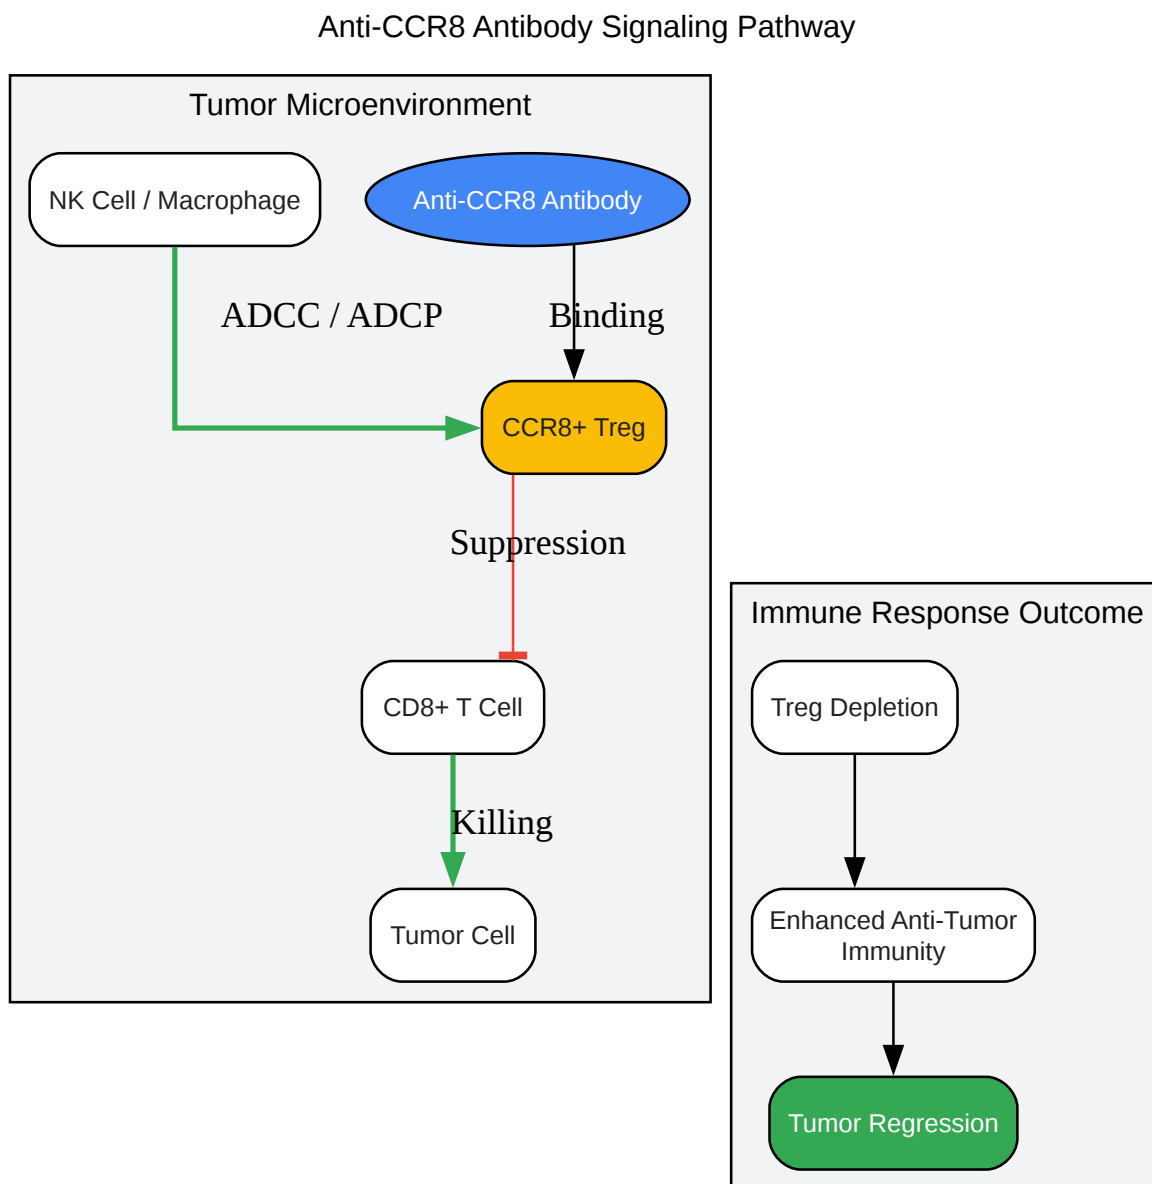 Anti-CCR8 Antibody Signaling Pathway
Tumor Microenvironment
NK Cell / Macrophage
Anti-CCR8 Antibody
ADCC / ADCP
Binding
CCR8+ Treg
Suppression
CD8+ T Cell
Killing
Tumor Cell
Immune Response Outcome
Treg Depletion
Enhanced Anti-Tumor
Immunity
Tumor Regression